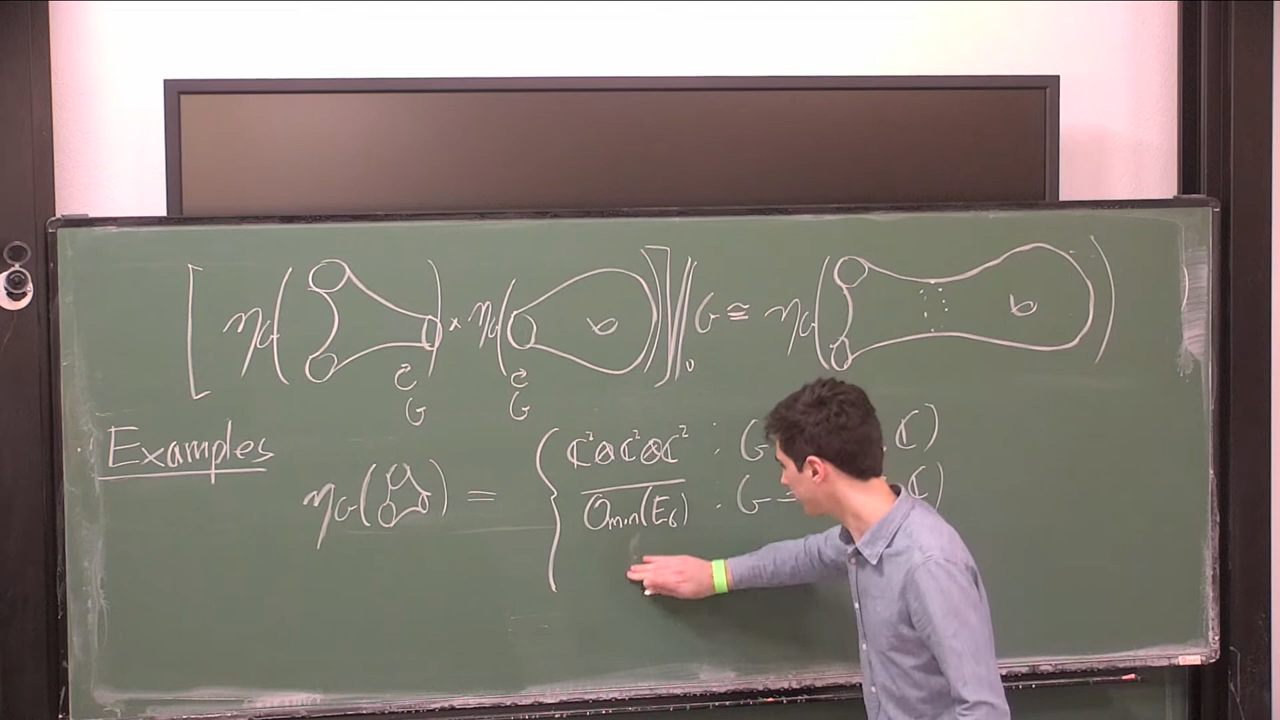 [ η_G( ) × η_G( ) ] //_0 G ≅ η_G( )
G G
Examples
η_G( ) = { ℂ² ⊗ ℂ² ⊗ ℂ² : G ℂ)
O_min(E_6) : G = ℂ)